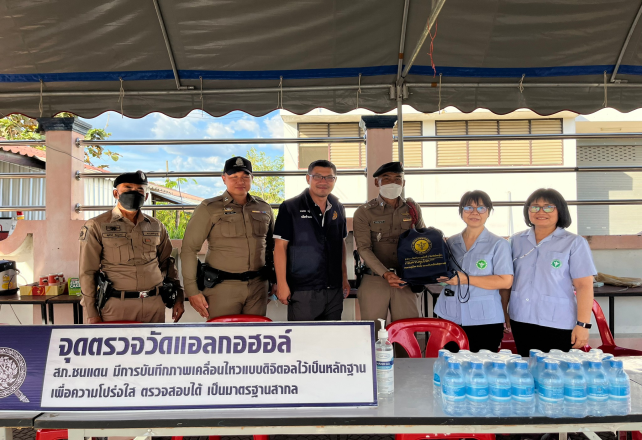 จุดตรวจวัดแอลกอฮอล์
สภ.ชนแดน มีการบันทึกภาพเคลื่อนไหวแบบดิจิตอลไว้เป็นหลักฐาน
เพื่อความโปร่งใส ตรวจสอบได้ เป็นมาตรฐานสากล